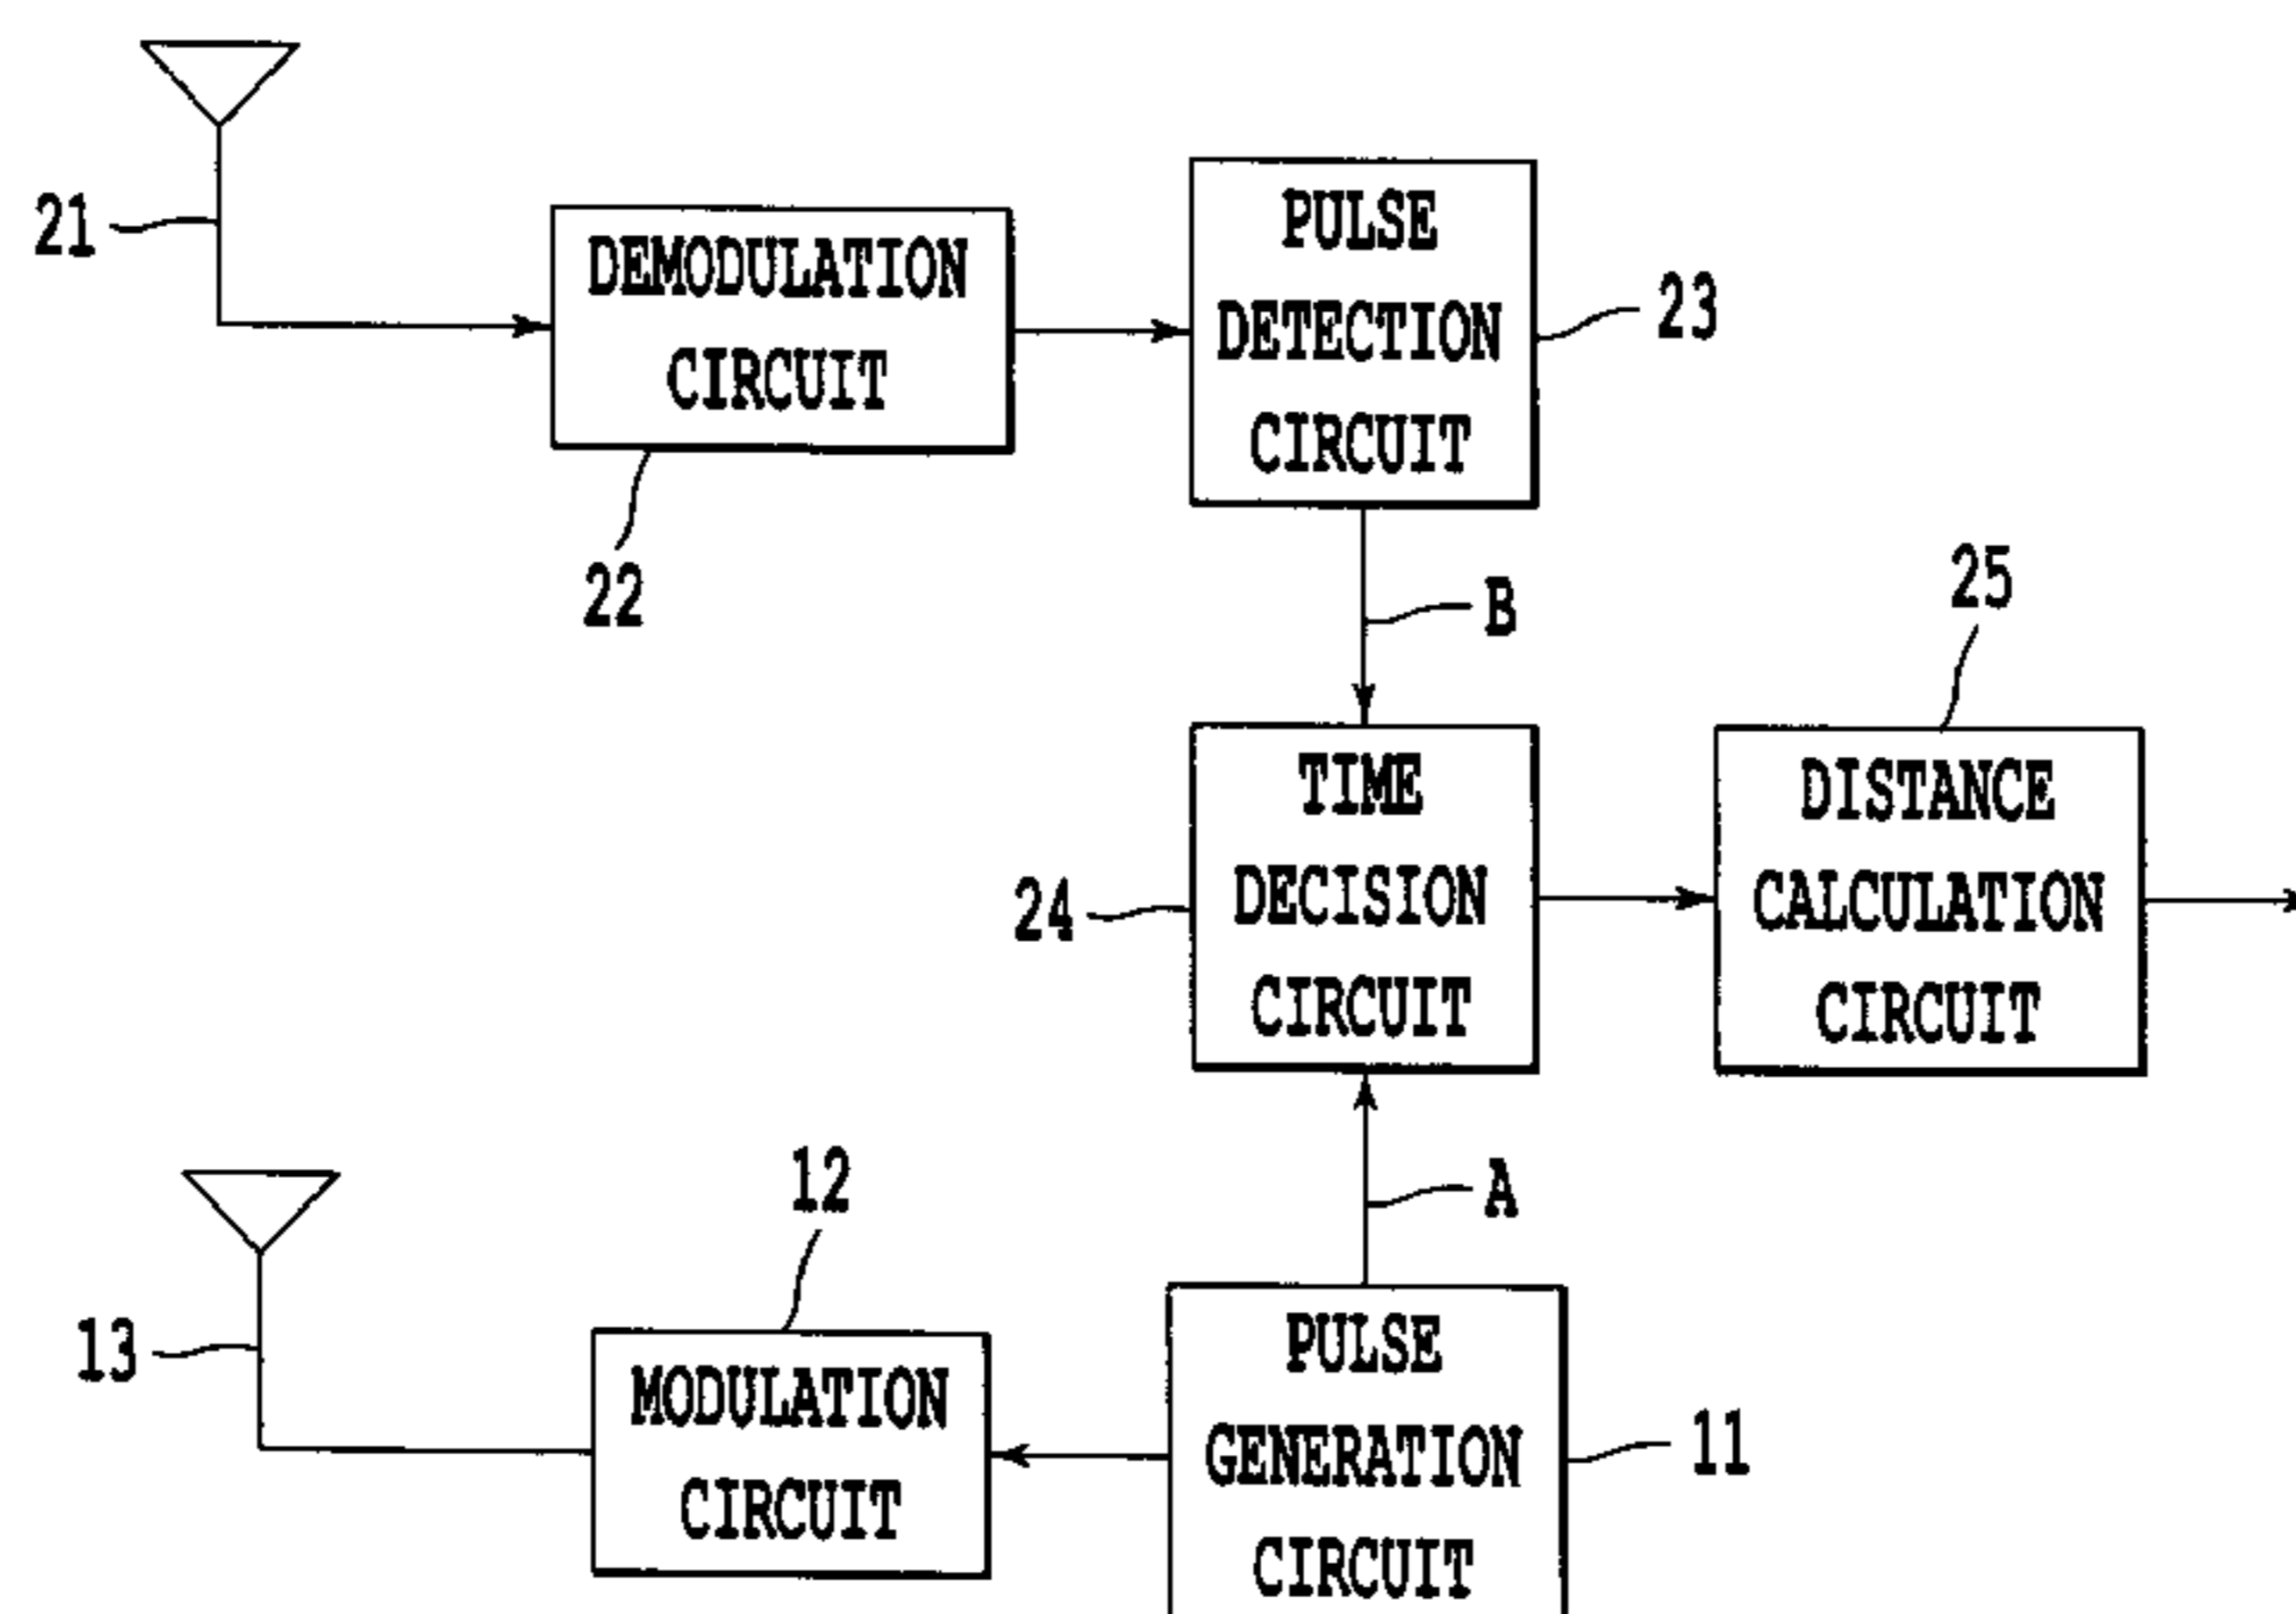 21
DEMODULATION
CIRCUIT
22
PULSE
DETECTION
CIRCUIT
23
B
25
24
TIME
DECISION
CIRCUIT
DISTANCE
CALCULATION
CIRCUIT
A
12
13
MODULATION
CIRCUIT
PULSE
GENERATION
CIRCUIT
11